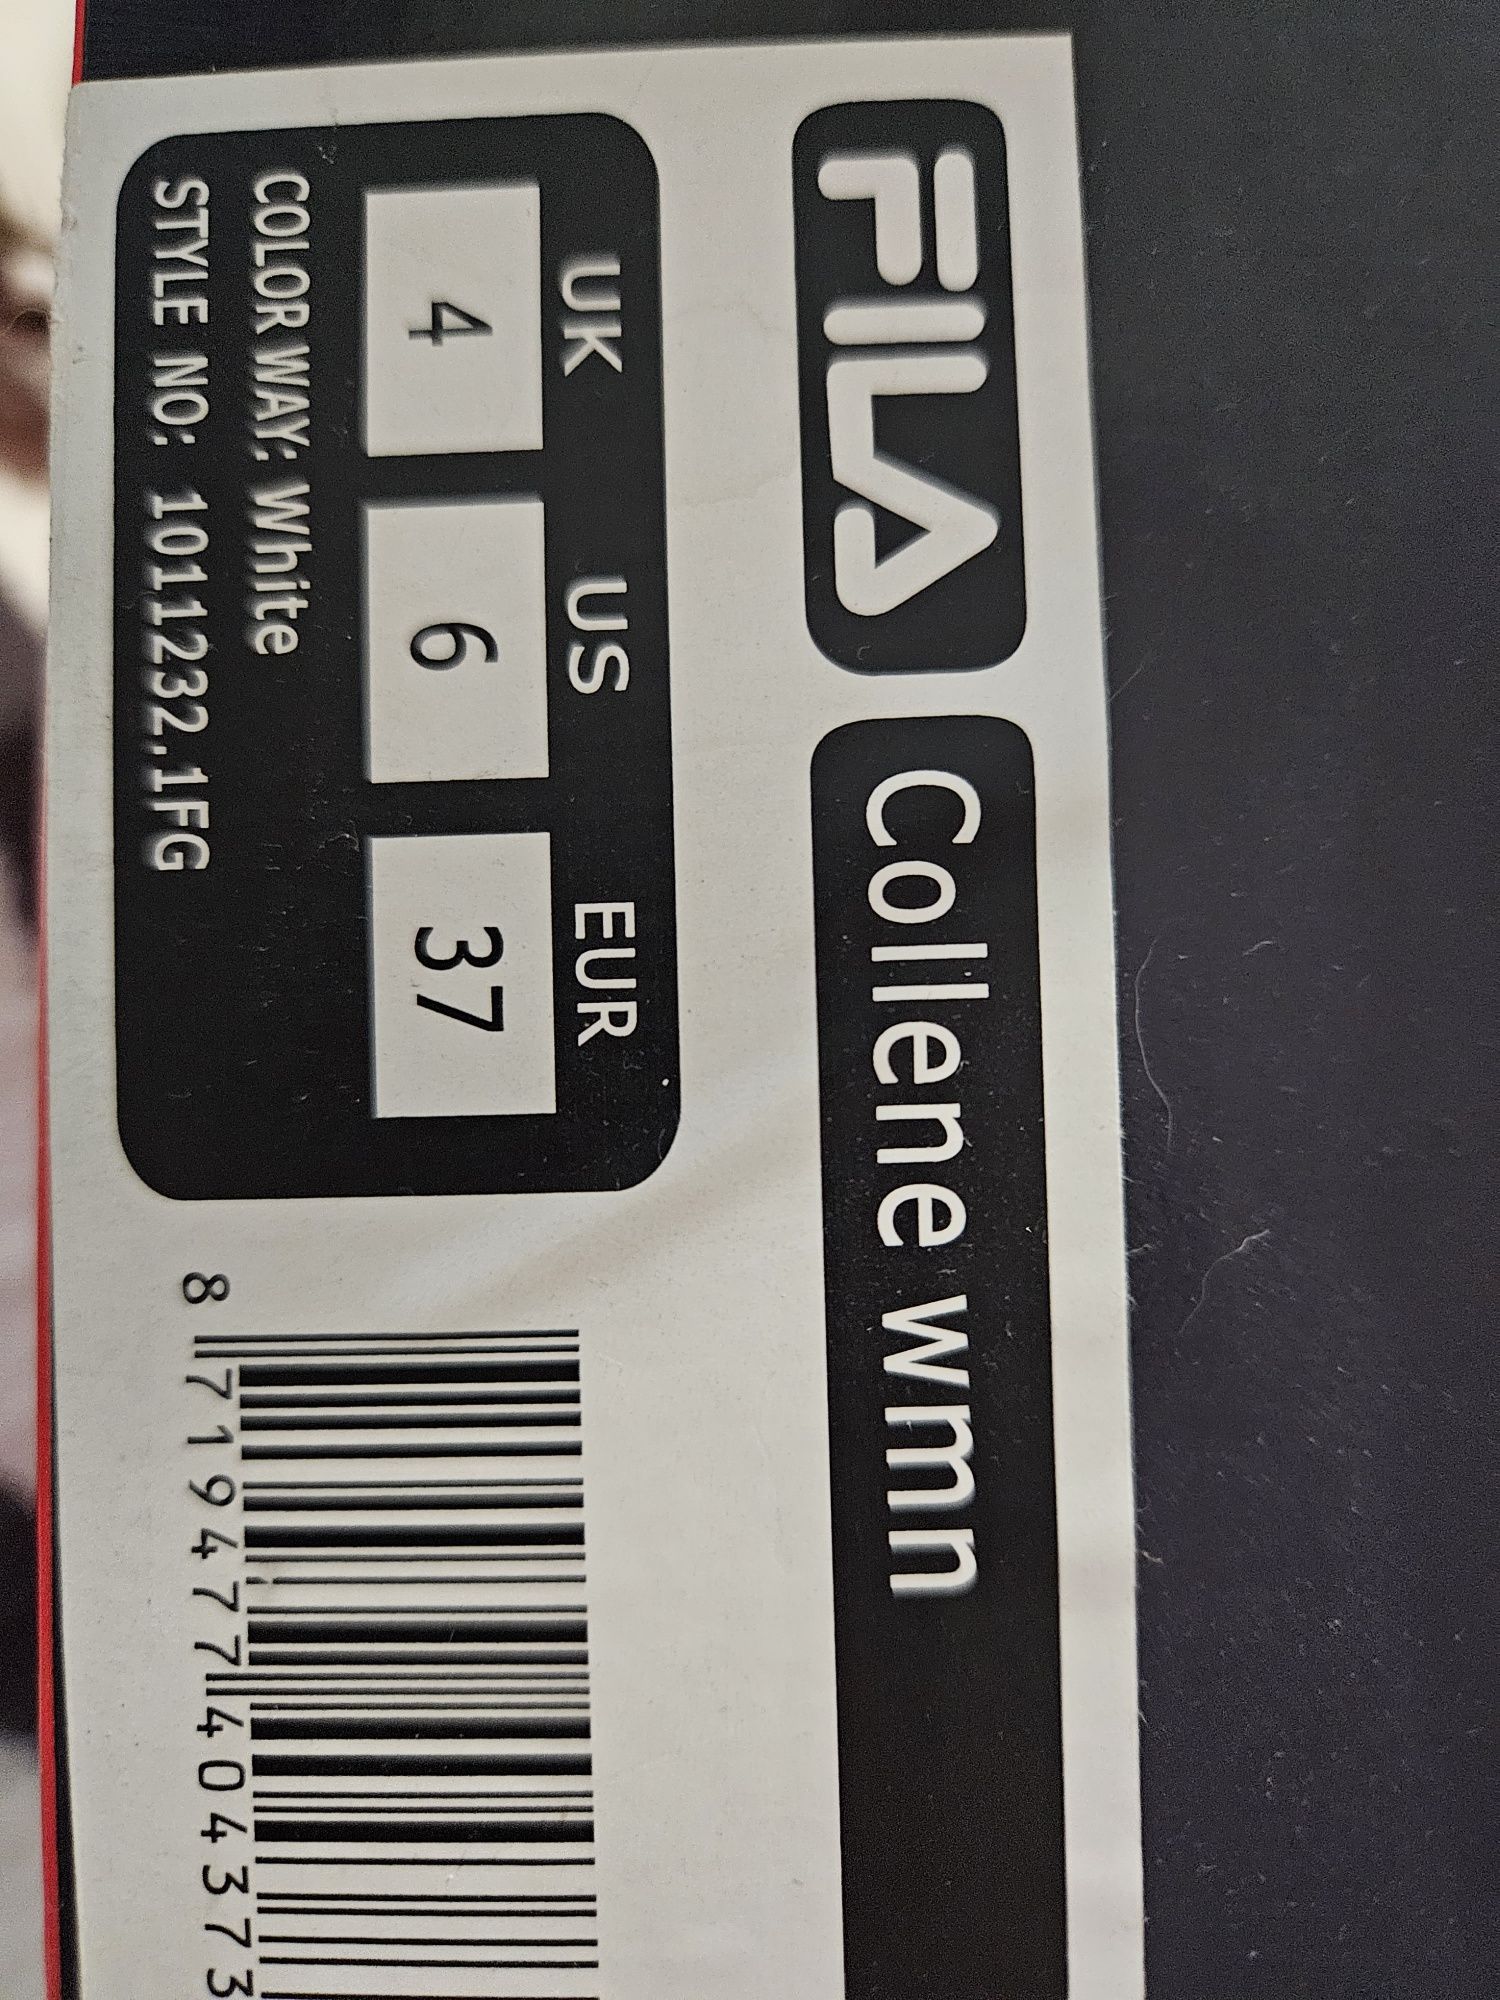 FILA Collene wmn
UK US EUR
4 6 37
COLOR WAY: White
STYLE NO: 1011232.1FG
8 719477 404373